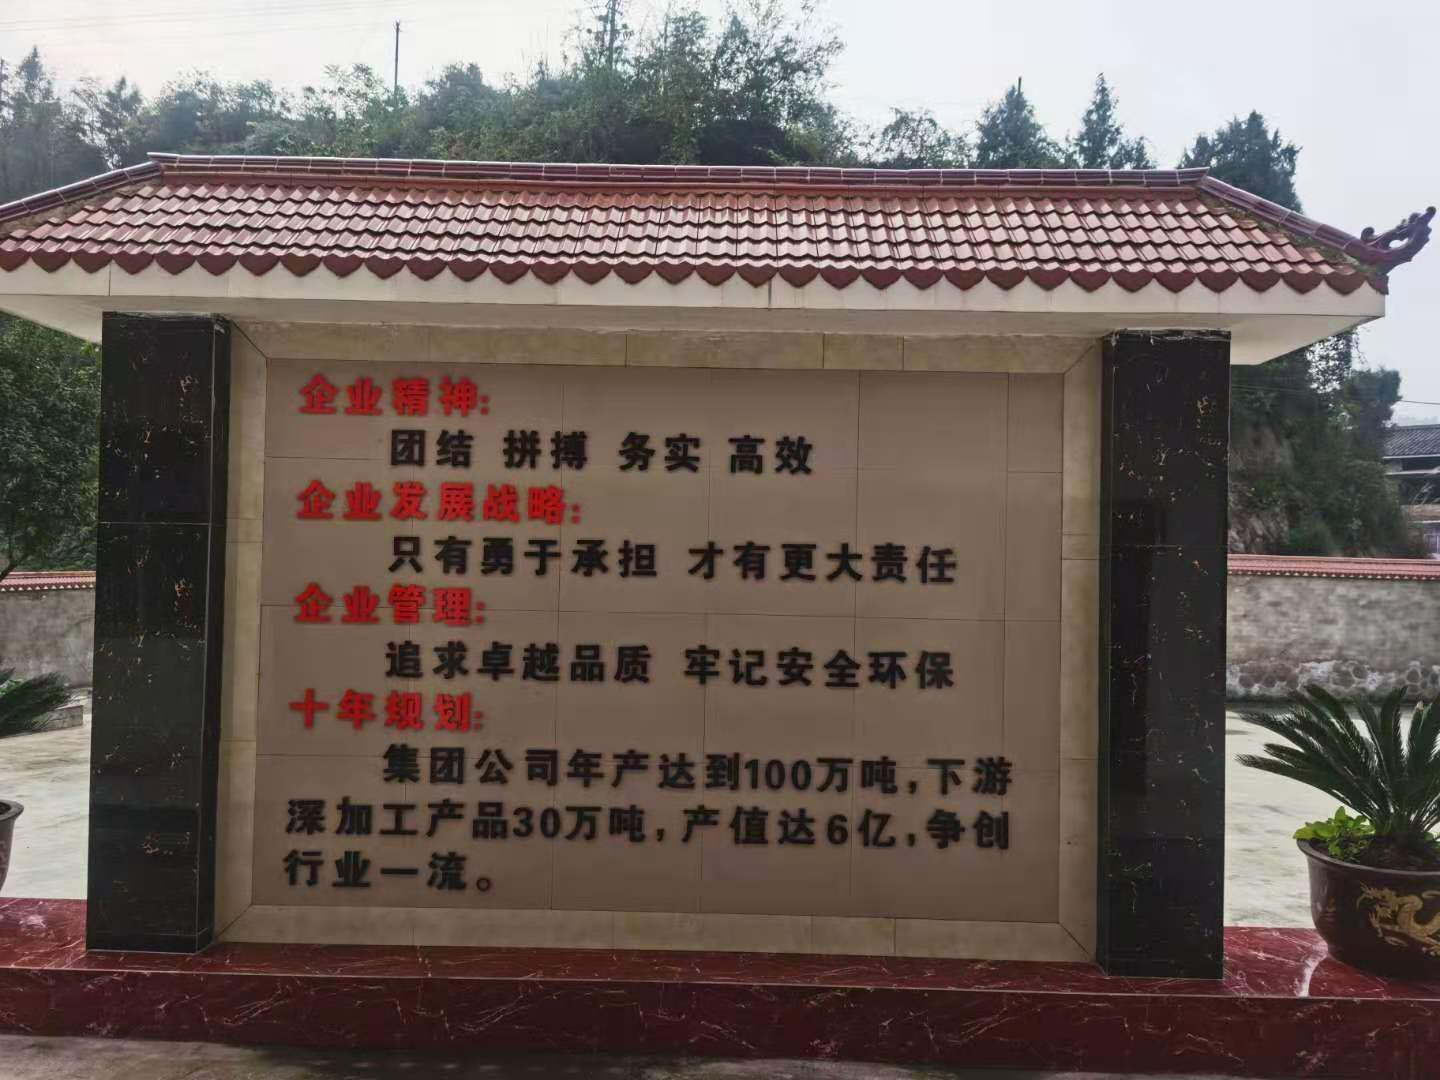 企业精神:
团结 拼搏 务实 高效
企业发展战略:
只有勇于承担 才有更大责任
企业管理:
追求卓越品质 牢记安全环保
十年规划:
集团公司年产达到100万吨,下游
深加工产品30万吨,产值达6亿,争创
行业一流。